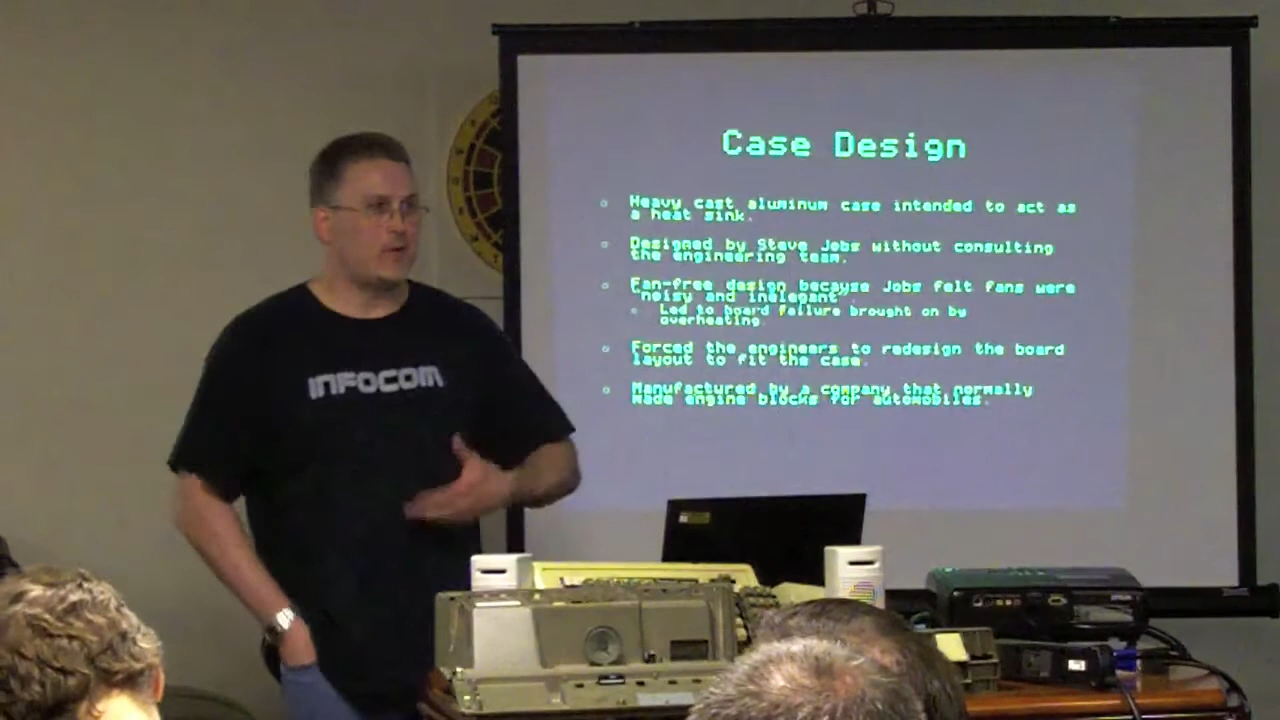 Case Design
Heavy cast aluminum case intended to act as
a heat sink.
Designed by Steve Jobs without consulting
the engineering team.
Fan-free design because Jobs felt fans were
"noisy and inelegant"
Led to board failure brought on by
overheating.
Forced the engineers to redesign the board
layout to fit the case.
Manufactured by a company that normally
made engine blocks for automobiles.
INFOCOM
EPSON